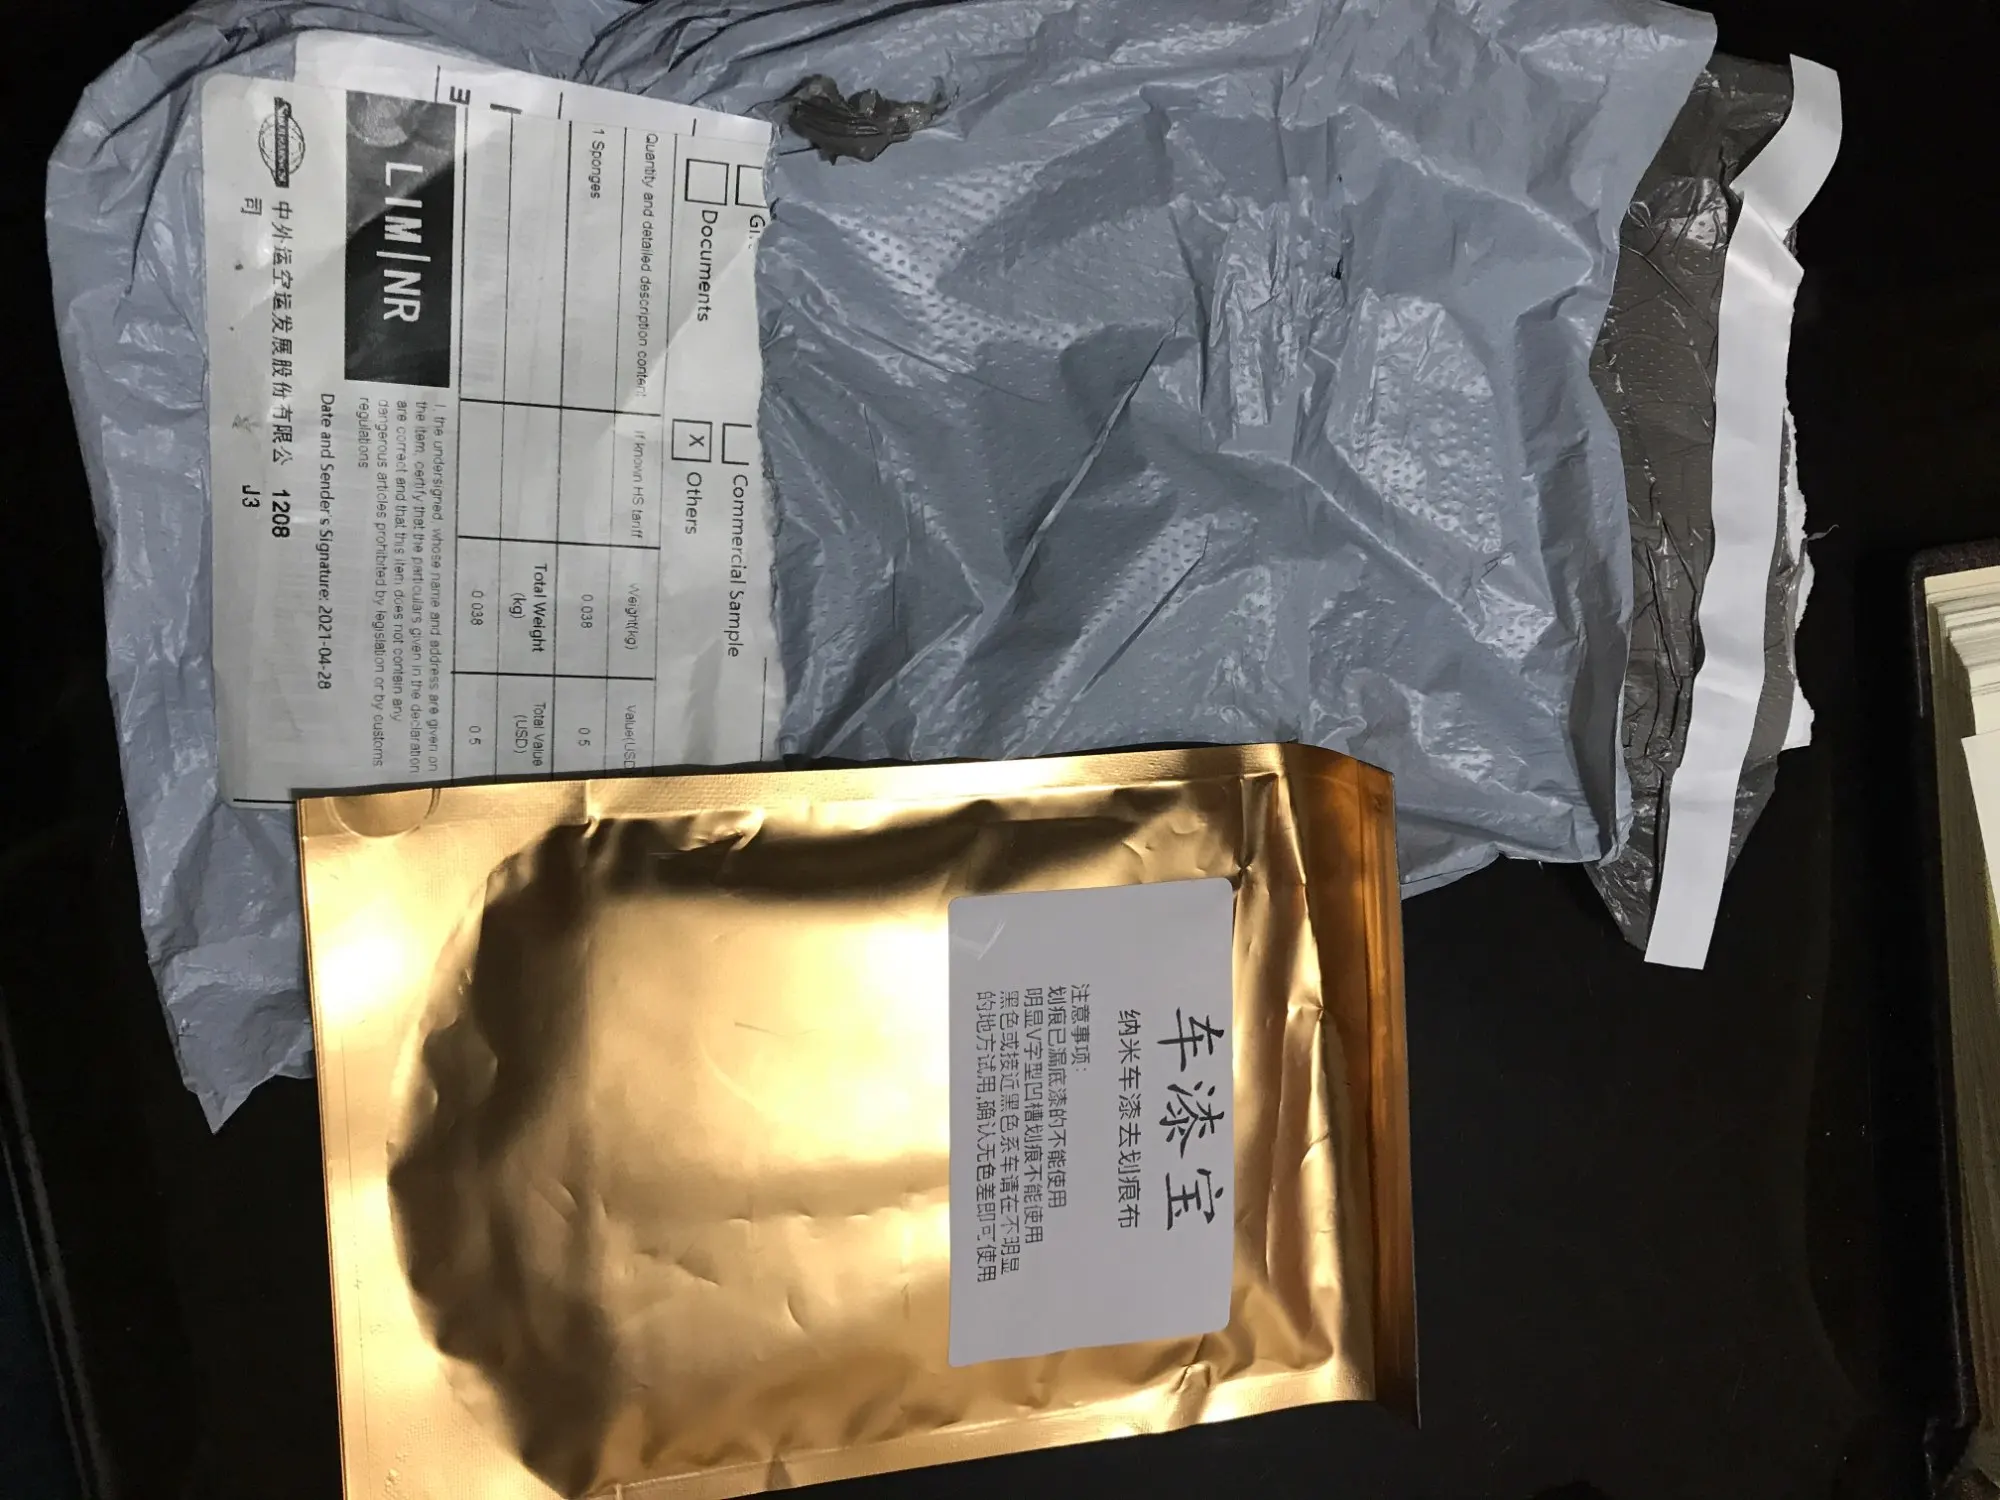 Documents
Commercial Sample
X Others
Quantity and detailed description content
If known HS tariff
Weight(kg)
Value(USD
1 Sponges
0.038
0.5
Total Weight
(kg)
Total Value
(USD)
0.038
0.5
LIM|NR
I, the undersigned, whose name and address are given on
the item, certify that the particulars given in the declaration
are correct and that this item does not contain any
dangerous articles prohibited by legislation or by customs
regulations
Date and Sender's Signature: 2021-04-28
中外运空运发展股份有限公
司
1208
J3
车漆宝
纳米车漆去划痕布
注意事项:
划痕已漏底漆的不能使用
明显V字型凹槽划痕不能使用
黑色或接近黑色系车请在不明显
的地方试用,确认无色差即可使用